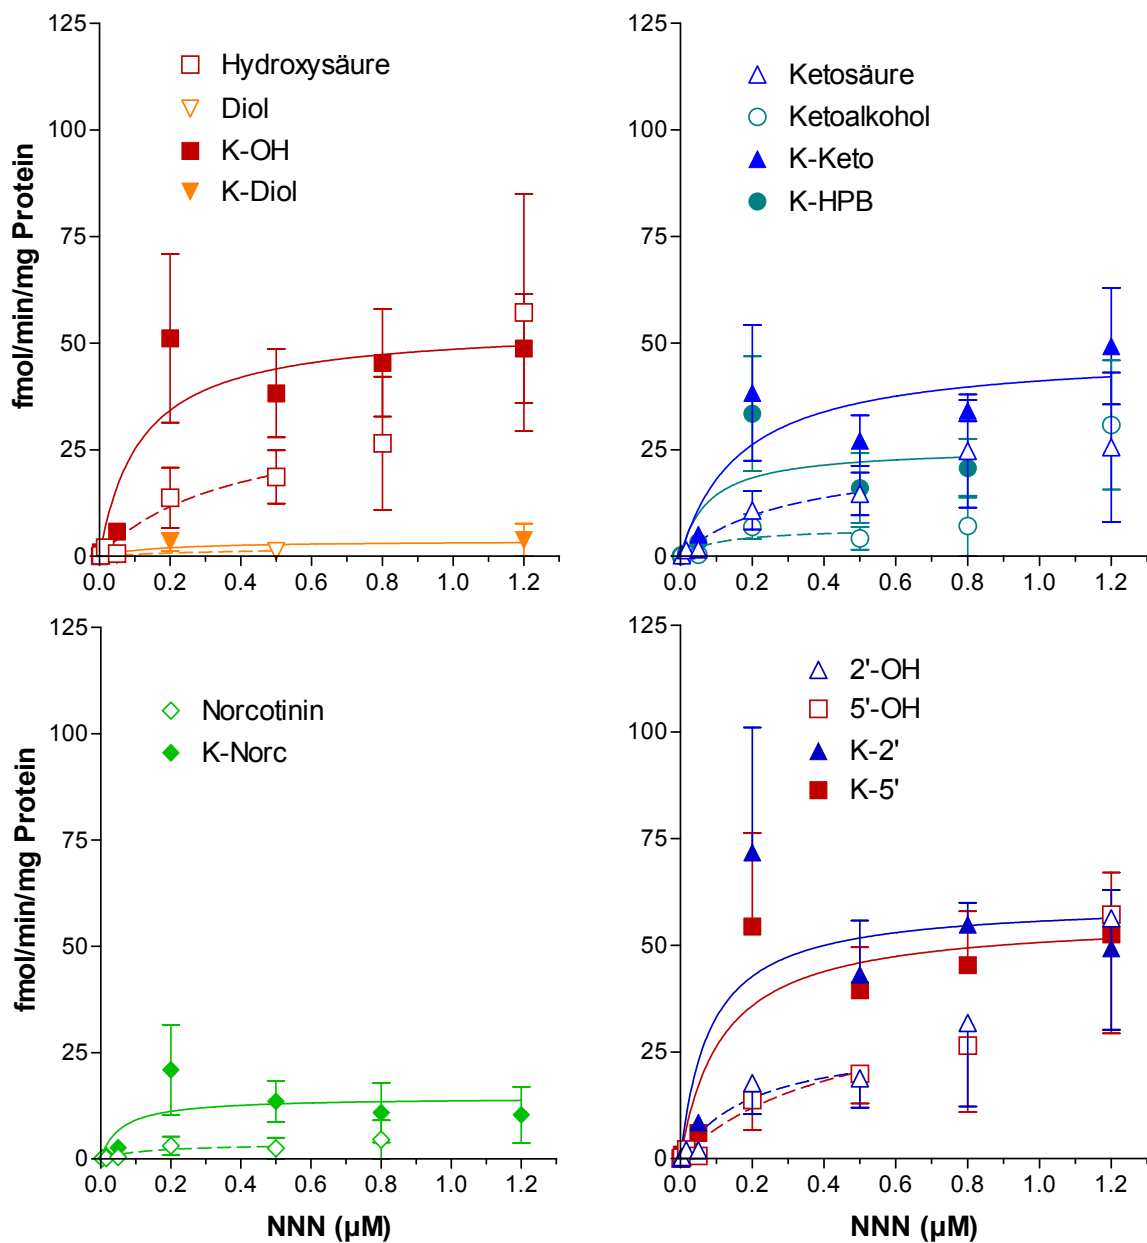 125
100
75
50
25
0
fmol/min/mg Protein
Hydroxysäure
Diol
K-OH
K-Diol
0.0 0.2 0.4 0.6 0.8 1.0 1.2
125
100
75
50
25
0
Ketosäure
Ketoalkohol
K-Keto
K-HPB
0.0 0.2 0.4 0.6 0.8 1.0 1.2
125
100
75
50
25
0
fmol/min/mg Protein
Norcotinin
K-Norc
0.0 0.2 0.4 0.6 0.8 1.0 1.2
NNN (µM)
125
100
75
50
25
0
2'-OH
5'-OH
K-2'
K-5'
0.0 0.2 0.4 0.6 0.8 1.0 1.2
NNN (µM)